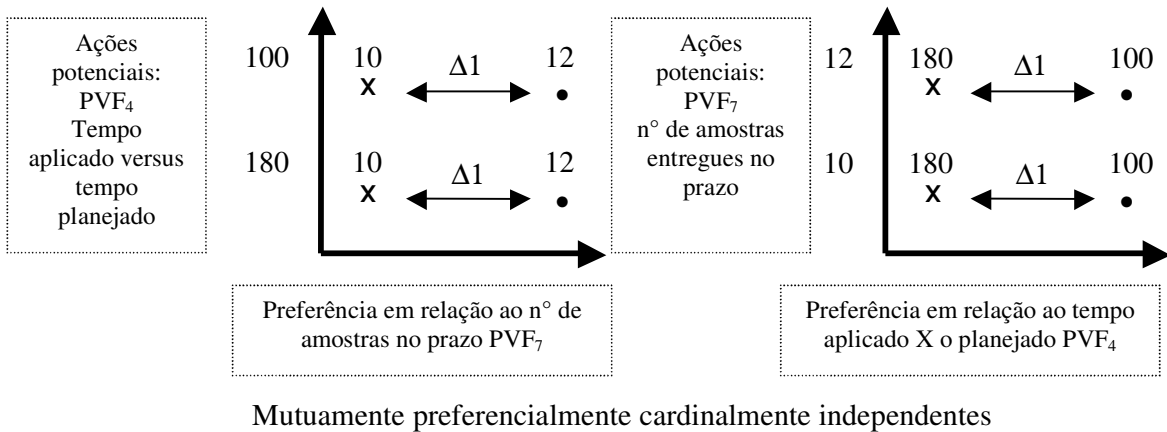 Ações
potenciais:
PVF4
Tempo
aplicado versus
tempo
planejado
100
10
Δ1
12
x
•
180
10
Δ1
12
x
•
Preferência em relação ao n° de
amostras no prazo PVF7
Ações
potenciais:
PVF7
n° de amostras
entregues no
prazo
12
180
Δ1
100
x
•
10
180
Δ1
100
x
•
Preferência em relação ao tempo
aplicado X o planejado PVF4
Mutuamente preferencialmente cardinalmente independentes